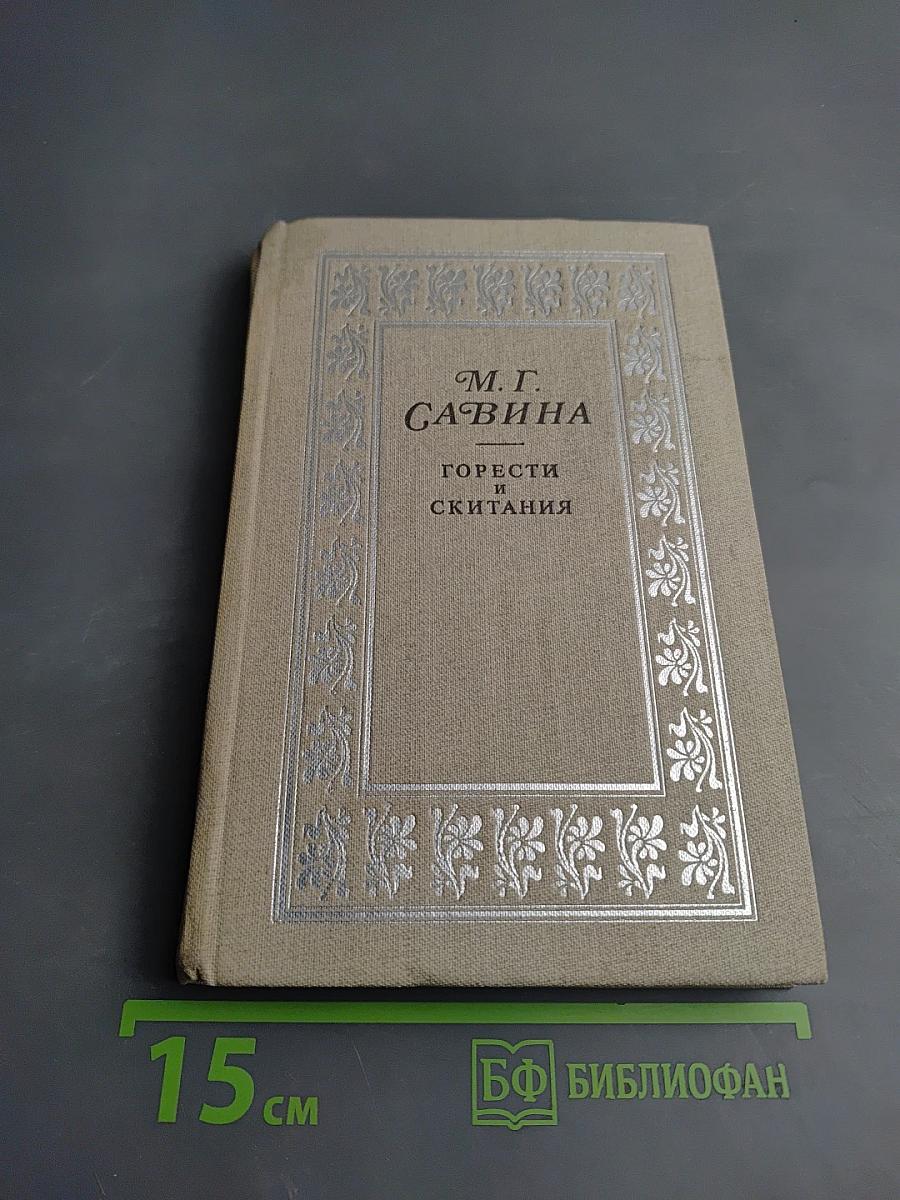 М. Г.
САВИНА
ГОРЕСТИ
И
СКИТАНИЯ
15 см
БФ БИБЛИОФАН